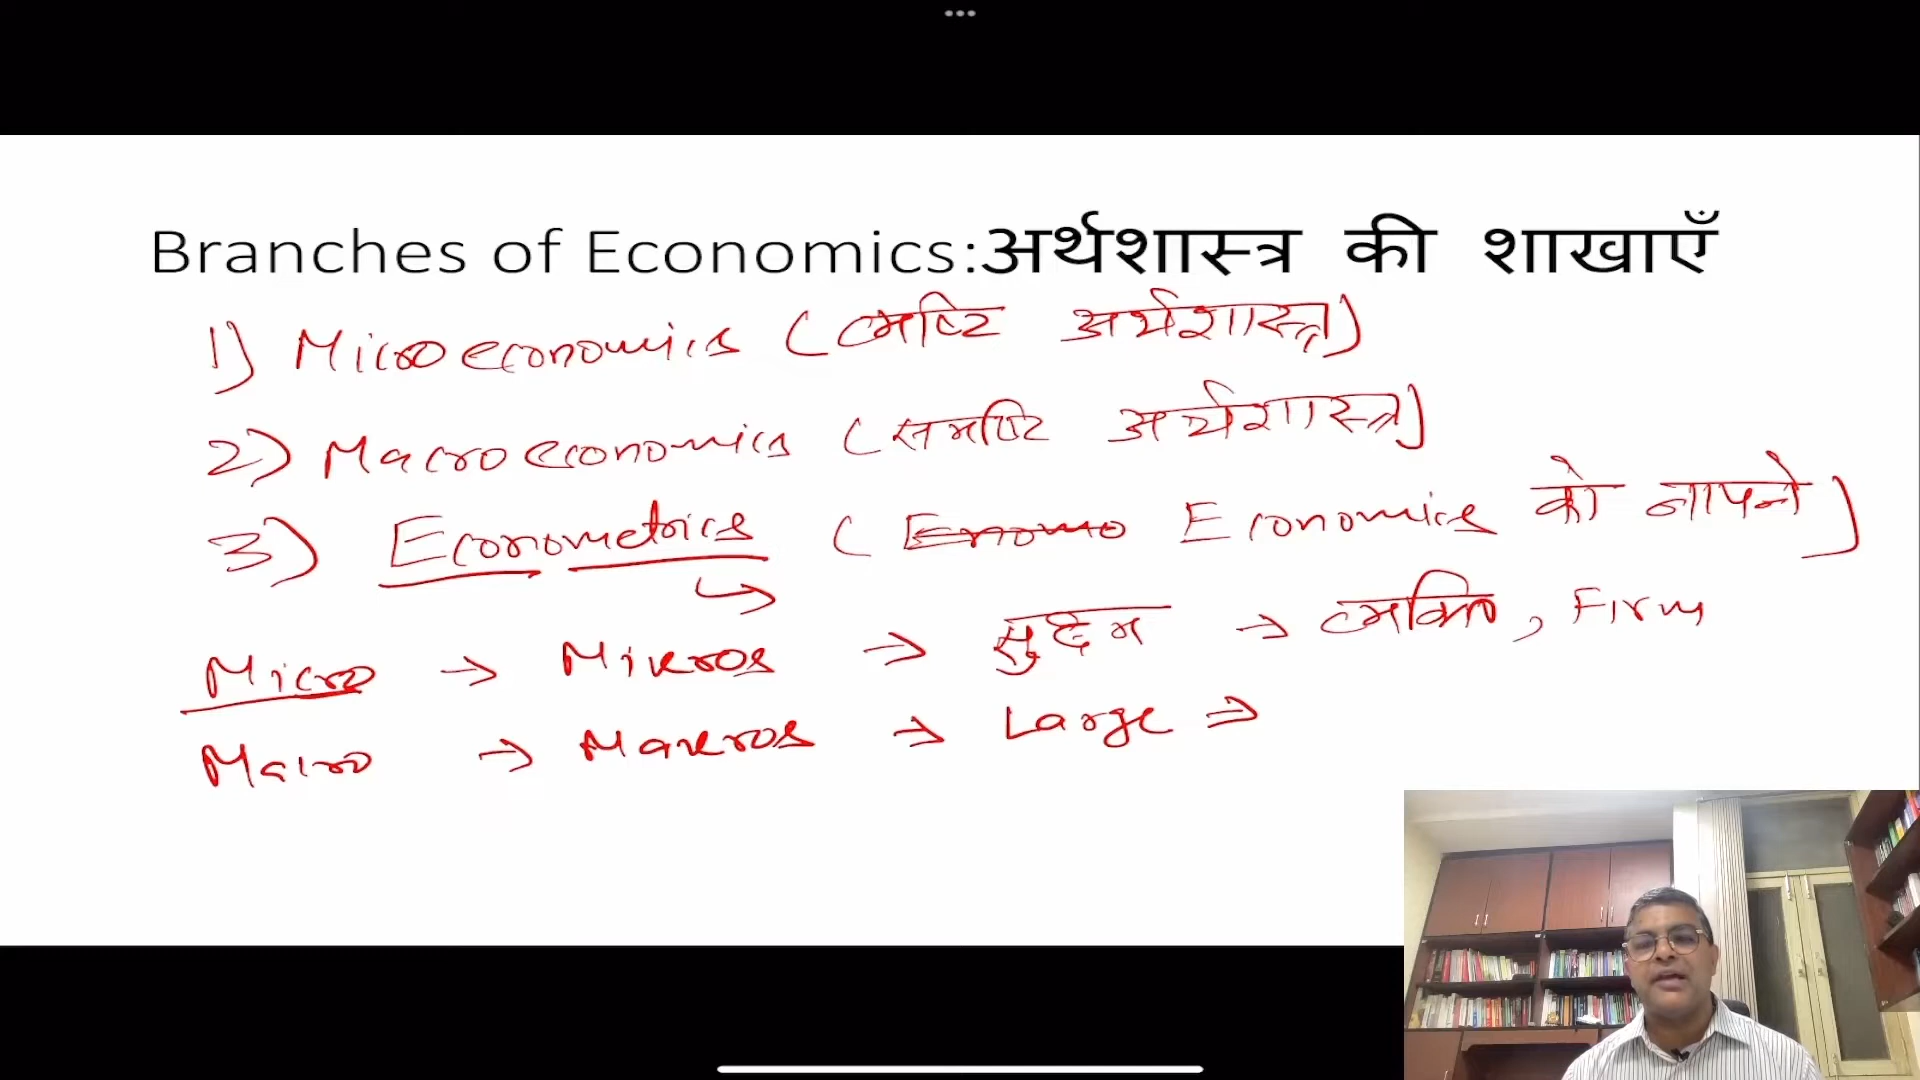 Branches of Economics:अर्थशास्त्र की शाखाएँ
1) Microeconomics (व्यष्टि अर्थशास्त्र)
2) Macroeconomics (समष्टि अर्थशास्त्र)
3) Econometrics ( Enomo Economics को नापने )
Micro → Mikros → सुक्ष्म → व्यक्ति, Firm
Macro → Makros → Large ⇒